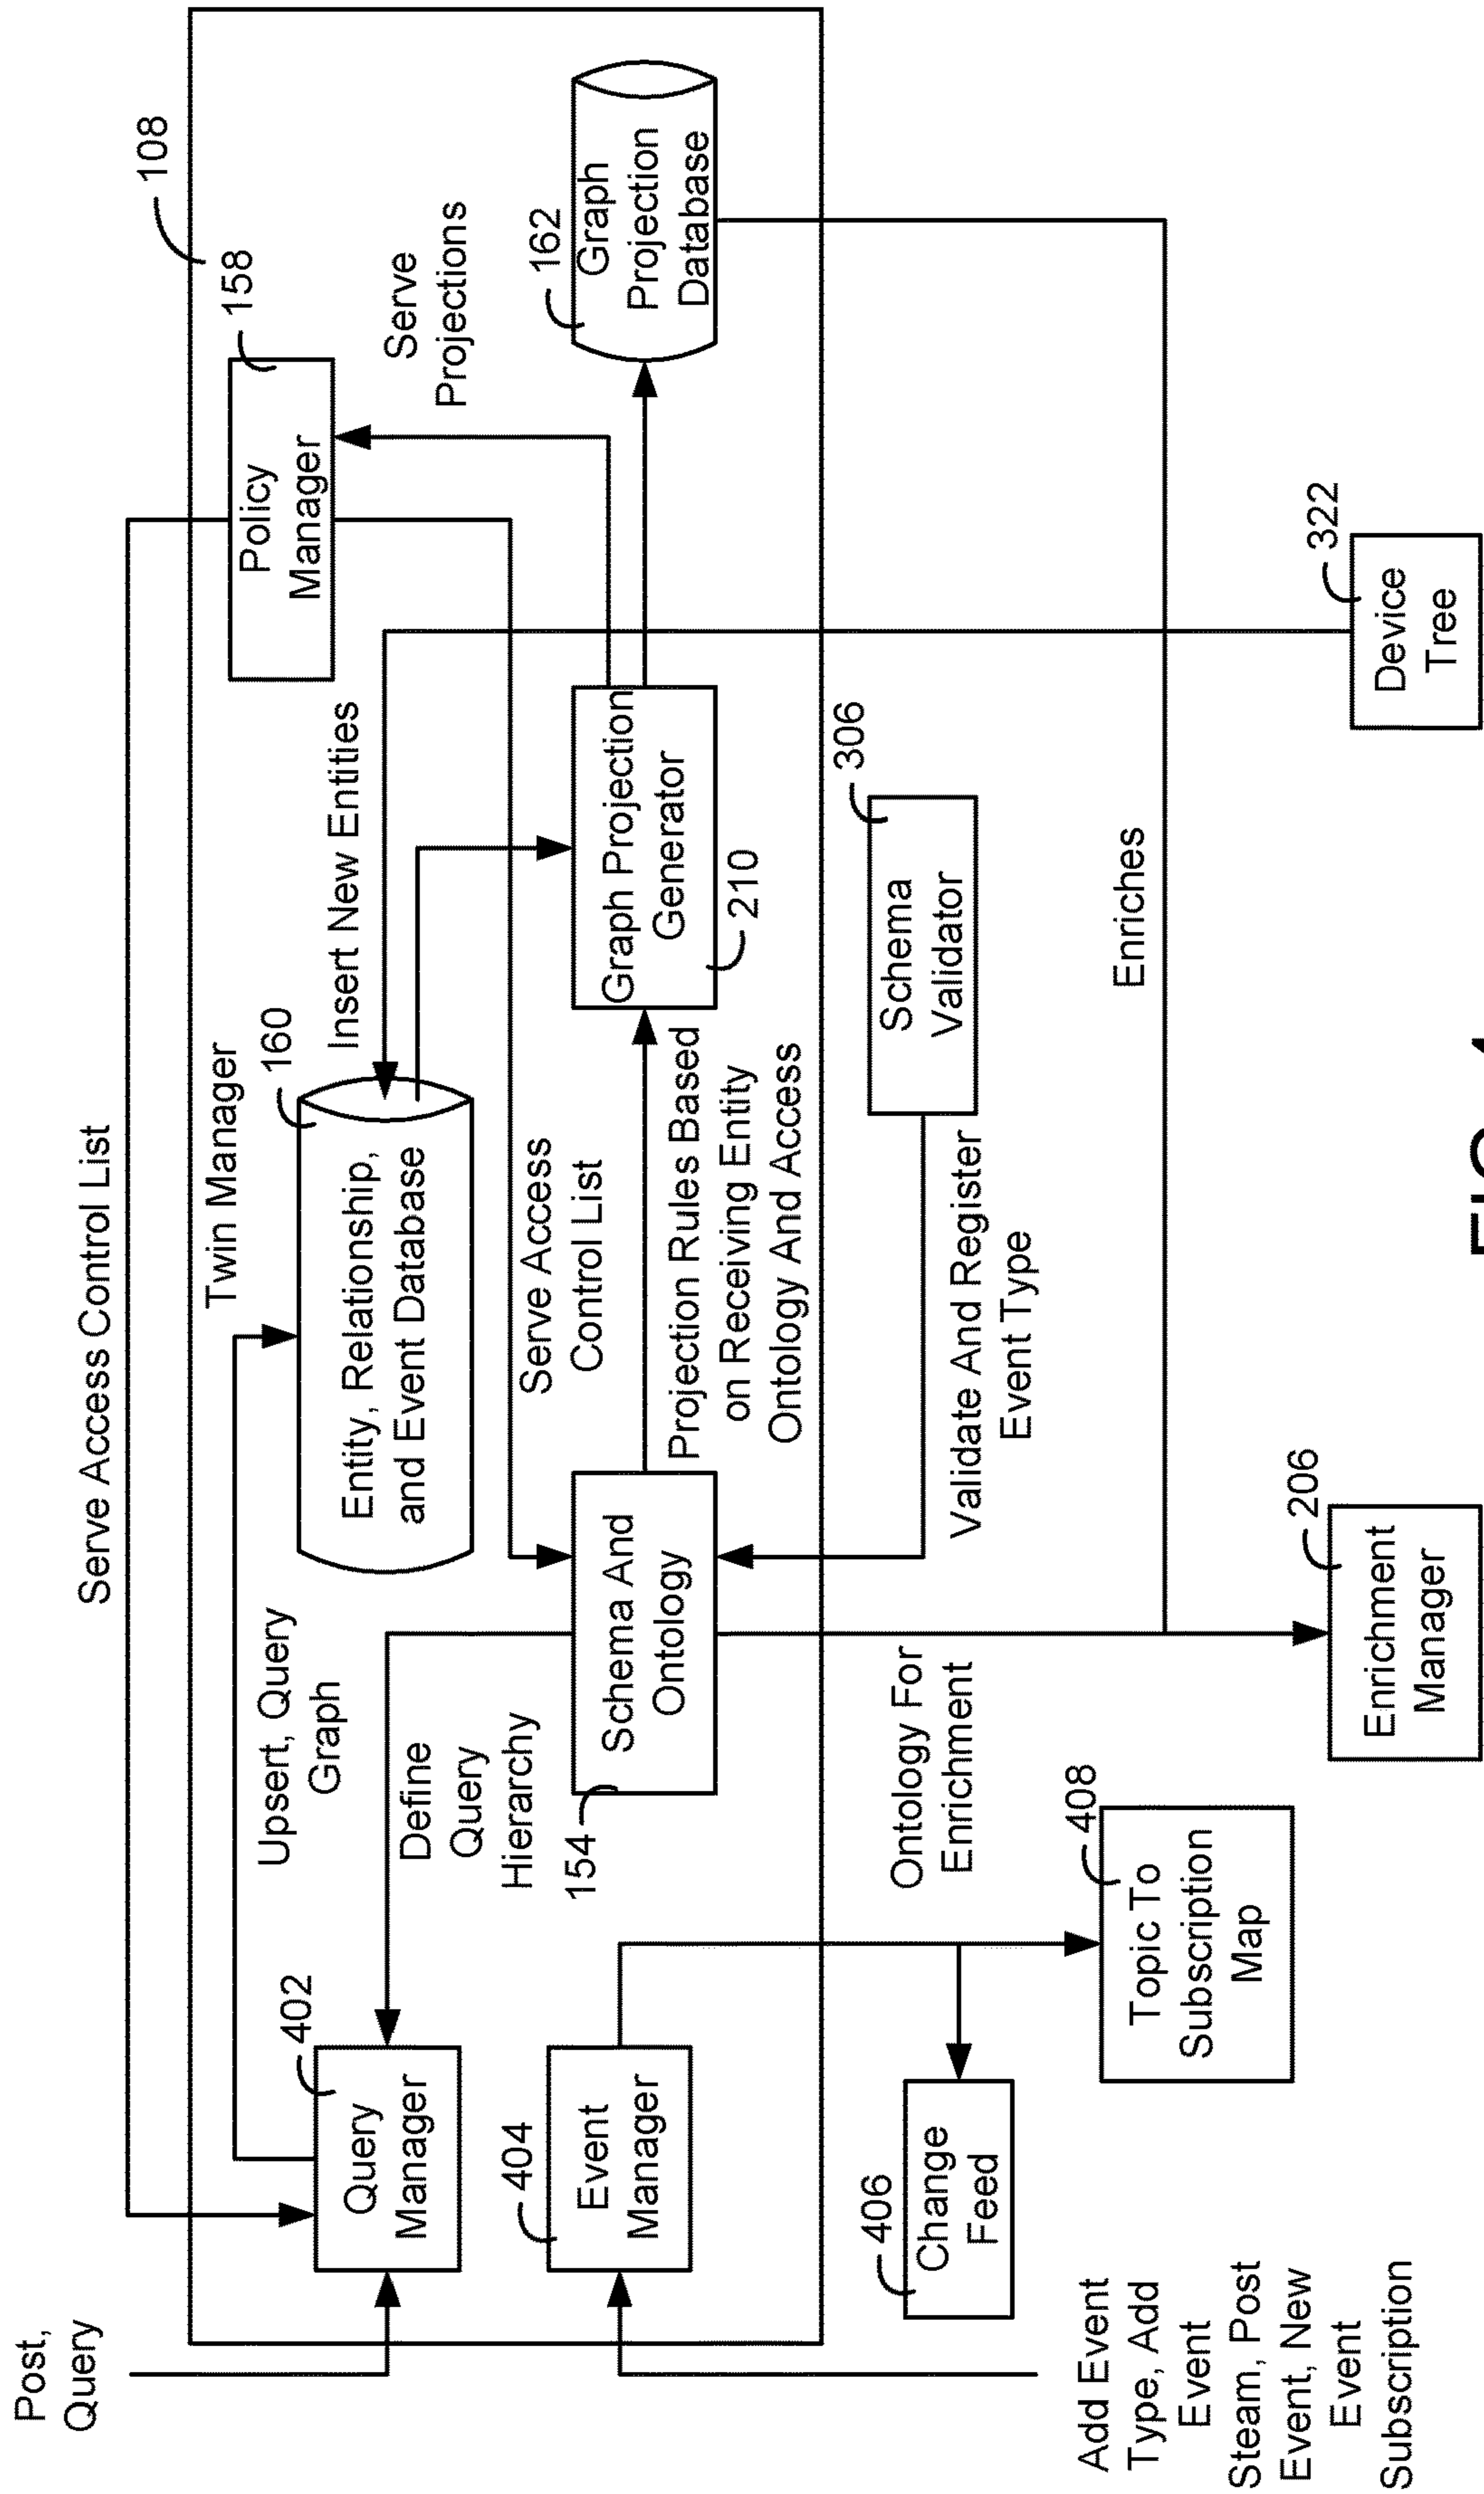 Post,
Query
Serve Access Control List
108
Twin Manager
158
Policy
Manager
Upsert, Query
Graph
160
Insert New Entities
Serve
Projections
402
Query
Manager
Define
Query
Hierarchy
Entity, Relationship,
and Event Database
404
Event
Manager
154
Schema And
Ontology
Serve Access
Control List
Projection Rules Based
on Receiving Entity
Ontology And Access
Graph Projection
Generator
210
162
Graph
Projection
Database
406
Change
Feed
Ontology For
Enrichment
Validate And Register
Event Type
306
Schema
Validator
Add Event
Type, Add
Event
Steam, Post
Event, New
Event
Subscription
408
Topic To
Subscription
Map
Enriches
206
Enrichment
Manager
322
Device
Tree